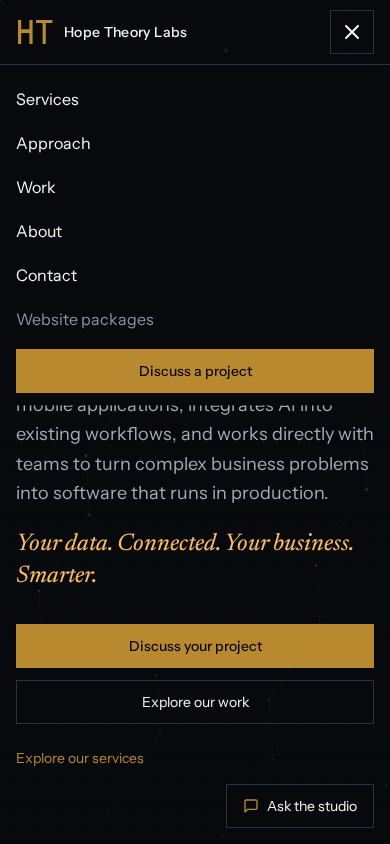 HT Hope Theory Labs
Services
Approach
Work
About
Contact
Website packages
Discuss a project
mobile applications, integrates AI into
existing workflows, and works directly with
teams to turn complex business problems
into software that runs in production.
Your data. Connected. Your business.
Smarter.
Discuss your project
Explore our work
Explore our services
Ask the studio